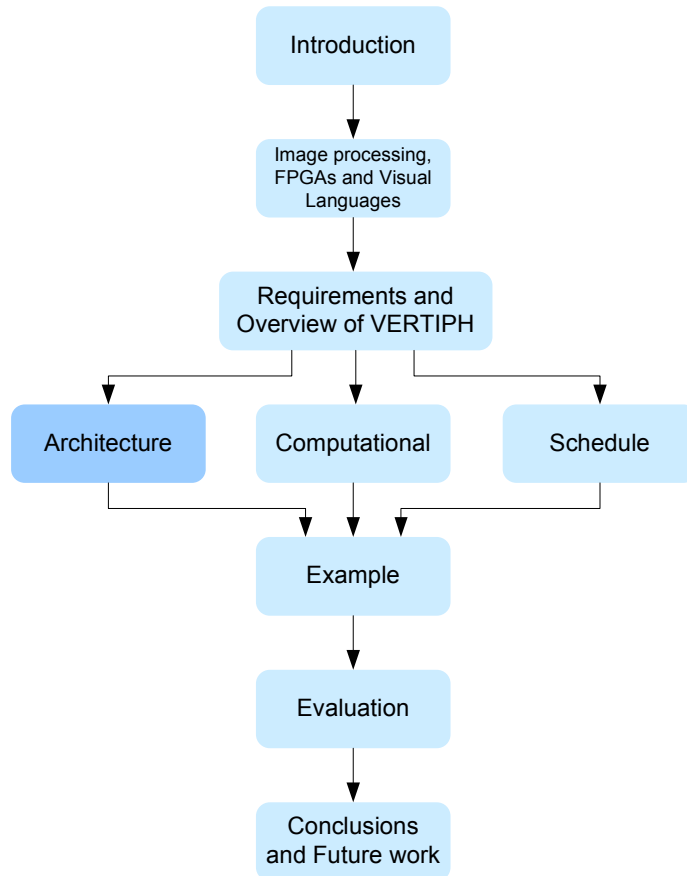 Introduction
Image processing,
FPGAs and Visual
Languages
Requirements and
Overview of VERTIPH
Architecture
Computational
Schedule
Example
Evaluation
Conclusions
and Future work